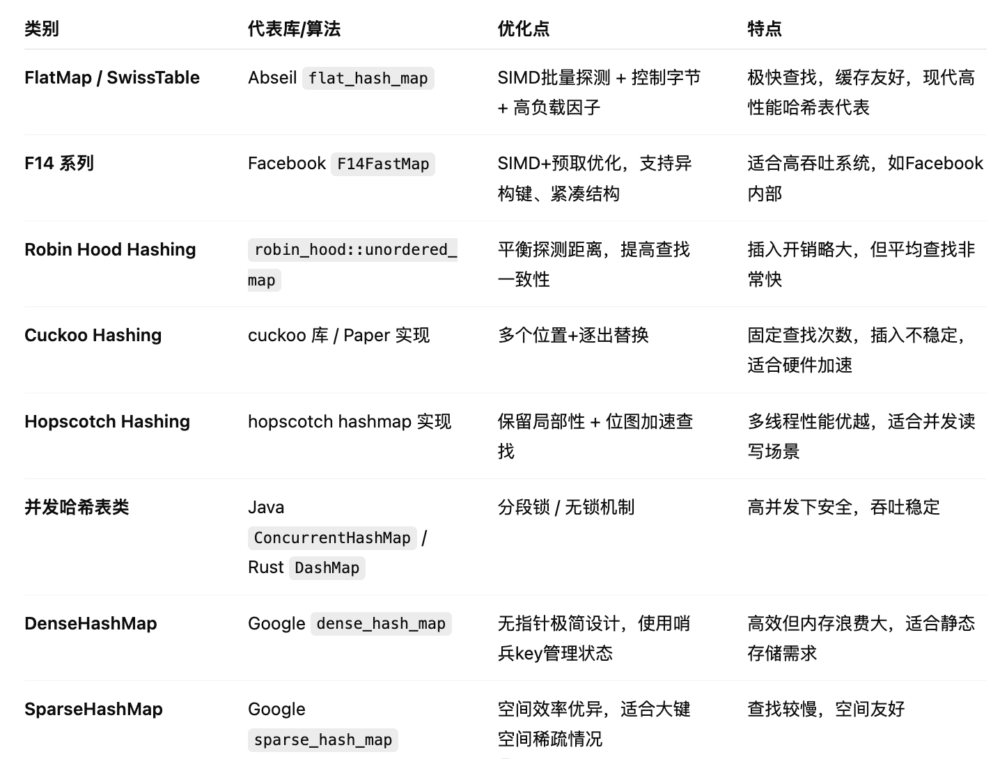 类别 代表库/算法 优化点 特点
FlatMap / SwissTable Abseil flat_hash_map SIMD批量探测 + 控制字节 极快查找，缓存友好，现代高
+ 高负载因子 性能哈希表代表
F14 系列 Facebook F14FastMap SIMD+预取优化，支持异 适合高吞吐系统，如Facebook
构键、紧凑结构 内部
Robin Hood Hashing robin_hood::unordered_ 平衡探测距离，提高查找 插入开销略大，但平均查找非
map 一致性 常快
Cuckoo Hashing cuckoo 库 / Paper 实现 多个位置+逐出替换 固定查找次数，插入不稳定，
适合硬件加速
Hopscotch Hashing hopscotch hashmap 实现 保留局部性 + 位图加速查 多线程性能优越，适合并发读
找 写场景
并发哈希表类 Java 分段锁 / 无锁机制 高并发下安全，吞吐稳定
ConcurrentHashMap /
Rust DashMap
DenseHashMap Google dense_hash_map 无指针极简设计，使用哨 高效但内存浪费大，适合静态
兵key管理状态 存储需求
SparseHashMap Google 空间效率优异，适合大键 查找较慢，空间友好
sparse_hash_map 空间稀疏情况